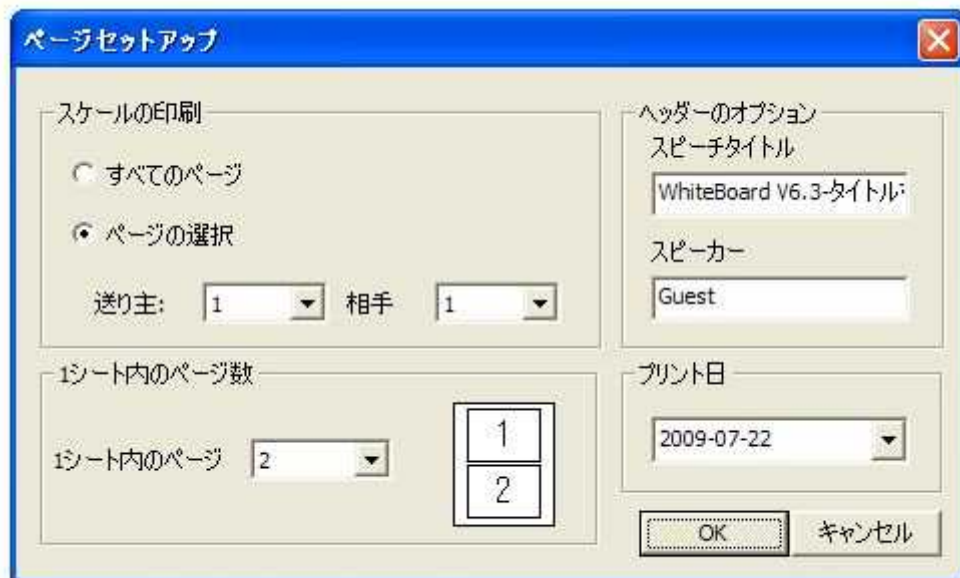 ページセットアップ
スケールの印刷
すべてのページ
ページの選択
送り主: 1 相手 1
1シート内のページ数
1シート内のページ 2
1
2
ヘッダーのオプション
スピーチタイトル
WhiteBoard V6.3-タイトル
スピーカー
Guest
プリント日
2009-07-22
OK キャンセル